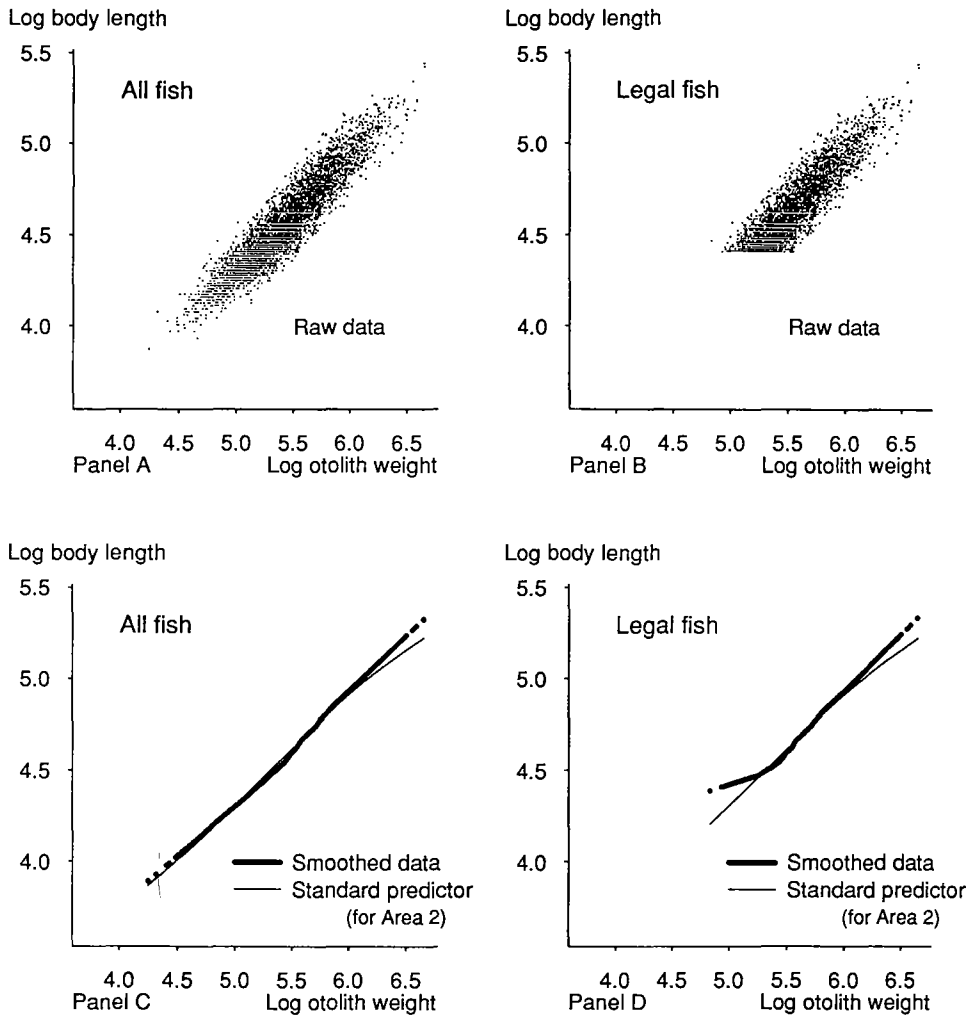 Log body length
5.5
All fish
5.0
4.5
4.0
Raw data
4.0 4.5 5.0 5.5 6.0 6.5
Panel A Log otolith weight
Log body length
5.5
Legal fish
5.0
4.5
4.0
Raw data
4.0 4.5 5.0 5.5 6.0 6.5
Panel B Log otolith weight
Log body length
5.5
All fish
5.0
4.5
4.0
Smoothed data
Standard predictor
(for Area 2)
4.0 4.5 5.0 5.5 6.0 6.5
Panel C Log otolith weight
Log body length
5.5
Legal fish
5.0
4.5
4.0
Smoothed data
Standard predictor
(for Area 2)
4.0 4.5 5.0 5.5 6.0 6.5
Panel D Log otolith weight